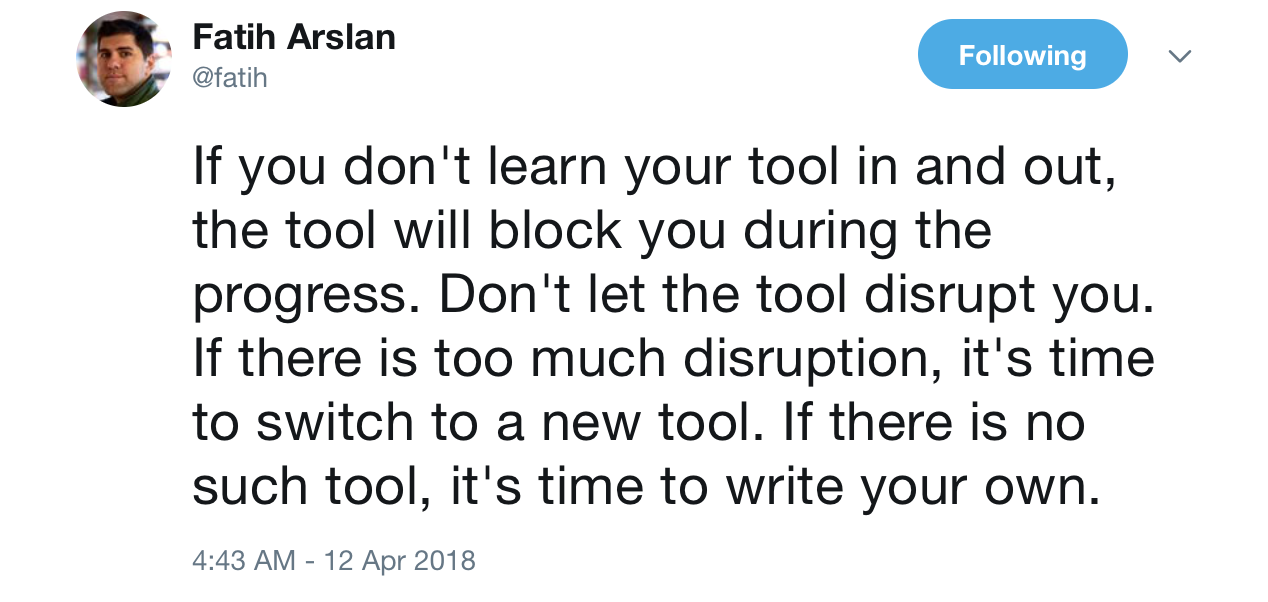 Fatih Arslan
@fatih
Following
If you don't learn your tool in and out,
the tool will block you during the
progress. Don't let the tool disrupt you.
If there is too much disruption, it's time
to switch to a new tool. If there is no
such tool, it's time to write your own.
4:43 AM - 12 Apr 2018